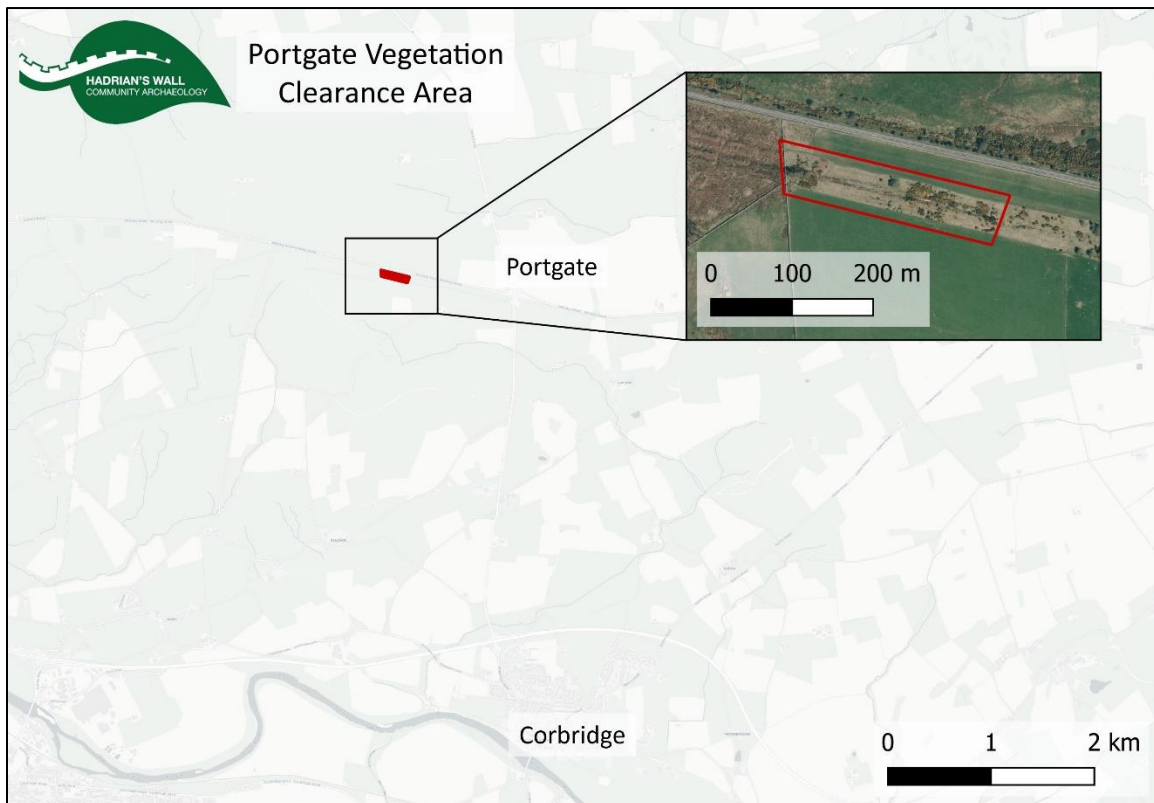 HADRIAN'S WALL
COMMUNITY ARCHAEOLOGY
Portgate Vegetation
Clearance Area
0 100 200 m
Portgate
Corbridge
0 1 2 km